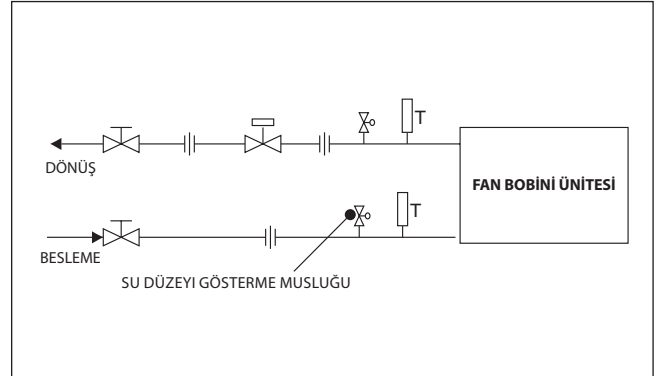 T
DÖNÜŞ
FAN BOBİNİ ÜNİTESİ
T
BESLEME
SU DÜZEYI GÖSTERME MUSLUĞU